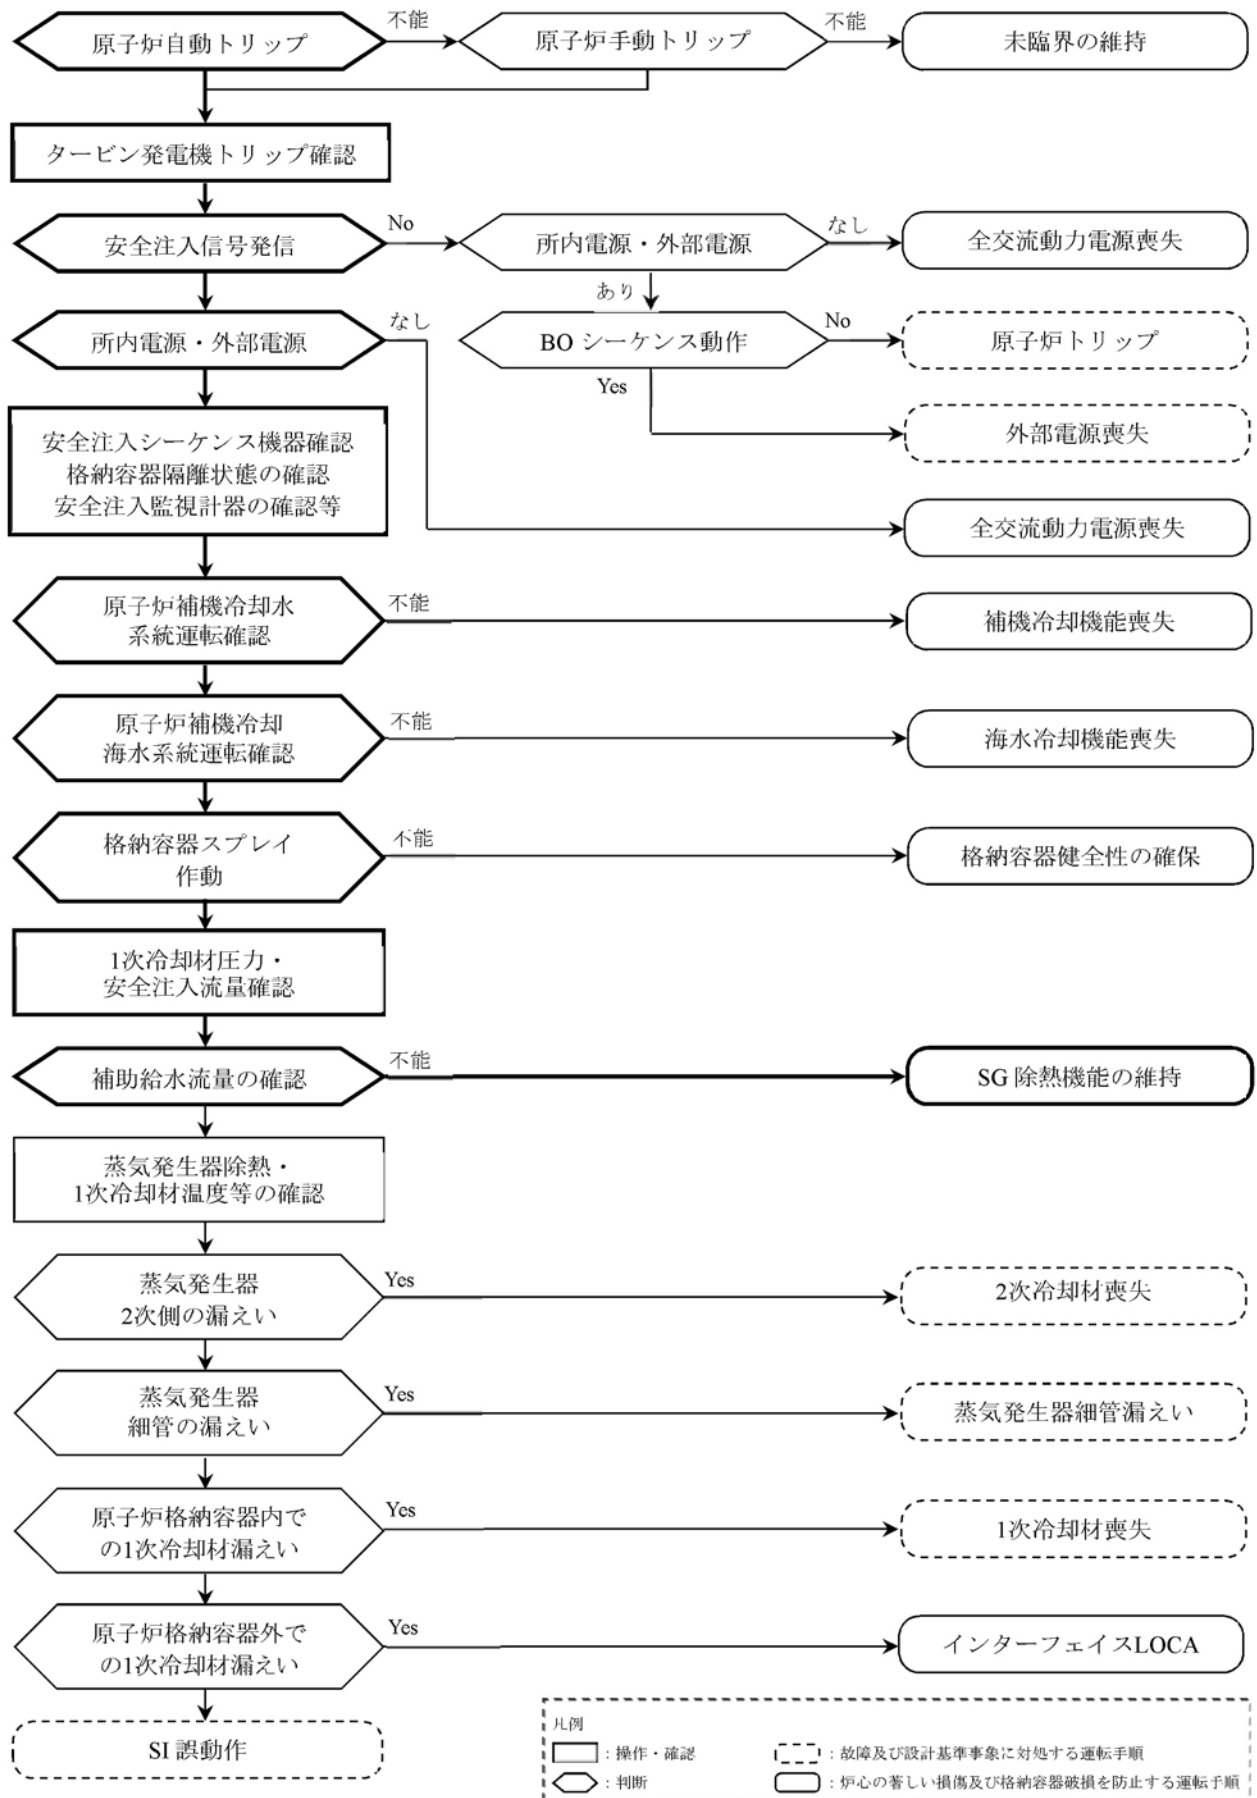 原子炉自動トリップ
不能
原子炉手動トリップ
不能
未臨界の維持
タービン発電機トリップ確認
安全注入信号発信
No
所内電源・外部電源
なし
全交流動力電源喪失
あり
所内電源・外部電源
なし
BO シーケンス動作
No
原子炉トリップ
Yes
外部電源喪失
安全注入シーケンス機器確認
格納容器隔離状態の確認
安全注入監視計器の確認等
全交流動力電源喪失
原子炉補機冷却水
系統運転確認
不能
補機冷却機能喪失
原子炉補機冷却
海水系統運転確認
不能
海水冷却機能喪失
格納容器スプレイ
作動
不能
格納容器健全性の確保
1次冷却材圧力・
安全注入流量確認
補助給水流量の確認
不能
SG 除熱機能の維持
蒸気発生器除熱・
1次冷却材温度等の確認
蒸気発生器
2次側の漏えい
Yes
2次冷却材喪失
蒸気発生器
細管の漏えい
Yes
蒸気発生器細管漏えい
原子炉格納容器内で
の1次冷却材漏えい
Yes
1次冷却材喪失
原子炉格納容器外で
の1次冷却材漏えい
Yes
インターフェイスLOCA
SI 誤動作
凡例
：操作・確認
：故障及び設計基準事象に対処する運転手順
：判断
：炉心の著しい損傷及び格納容器破損を防止する運転手順